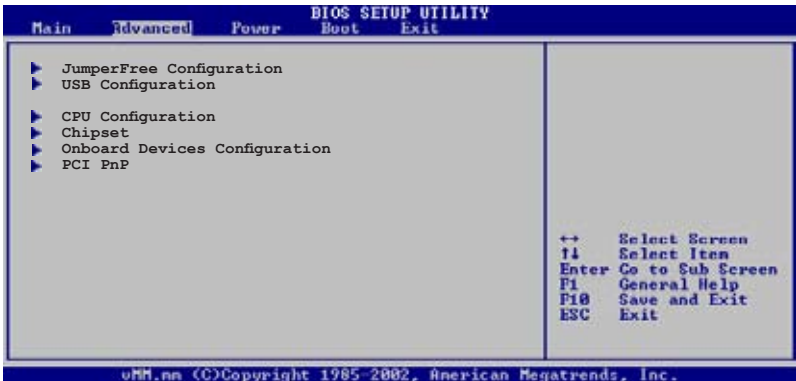 BIOS SETUP UTILITY
Main Advanced Power Boot Exit
JumperFree Configuration
USB Configuration
CPU Configuration
Chipset
Onboard Devices Configuration
PCI PnP
↔ Select Screen
↑↓ Select Item
Enter Go to Sub Screen
F1 General Help
F10 Save and Exit
ESC Exit
vMM.mm (C)Copyright 1985-2002, American Megatrends, Inc.